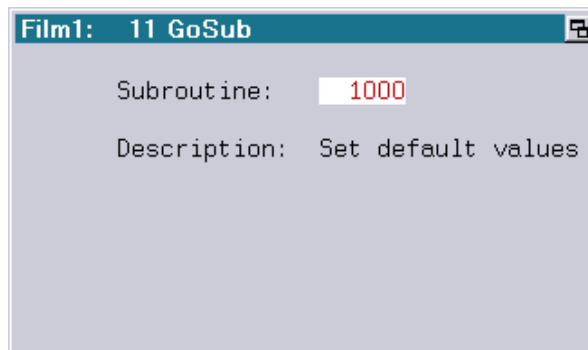 Film1: 11 GoSub
Subroutine: 1000
Description: Set default values